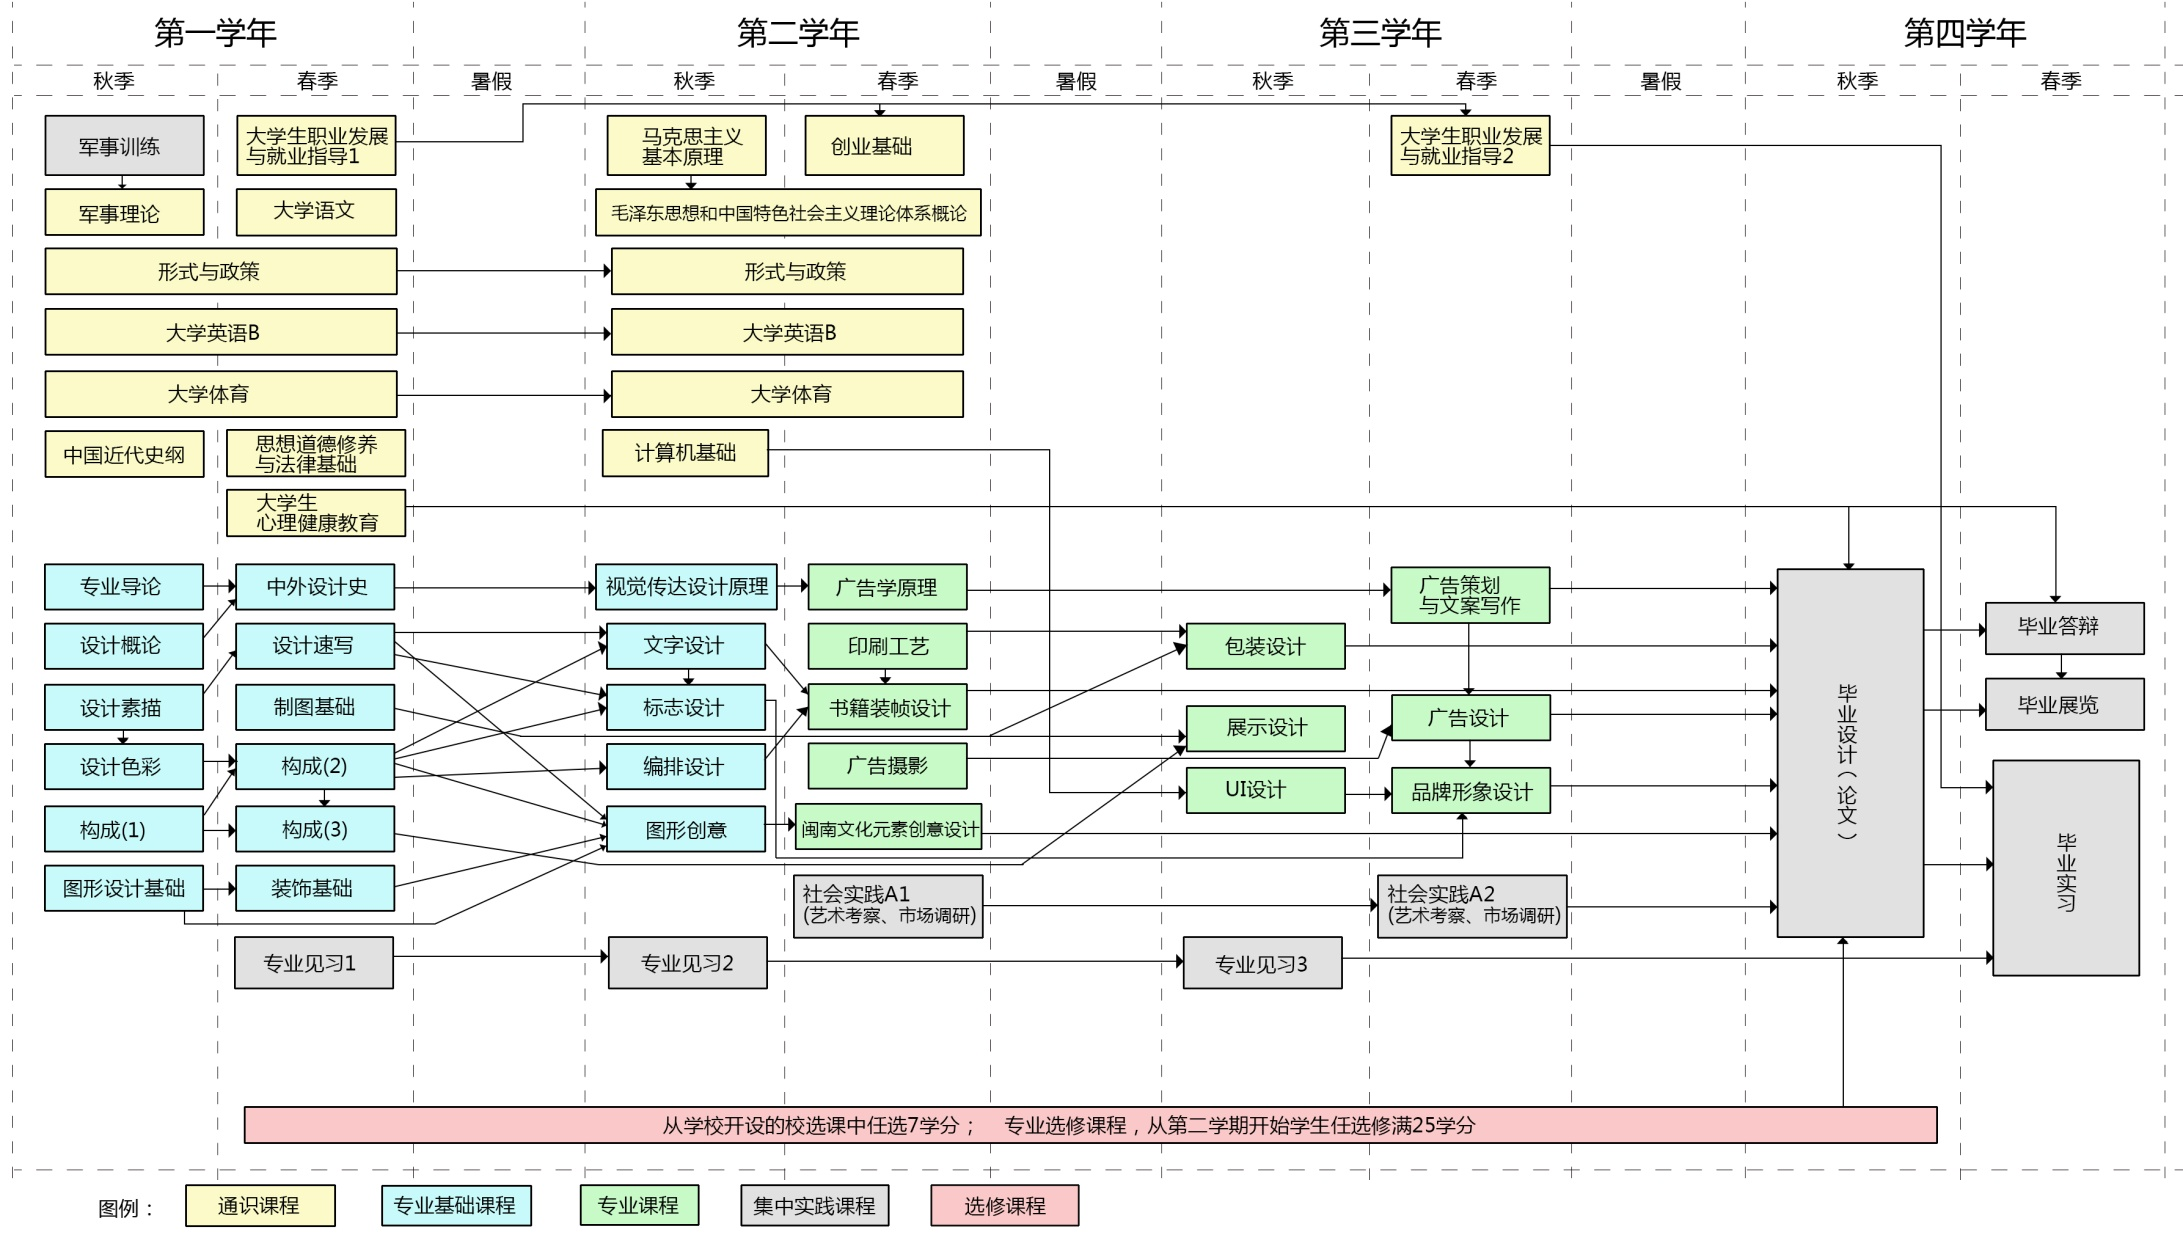 第一学年
第二学年
第三学年
第四学年
秋季
春季
暑假
秋季
春季
暑假
秋季
春季
暑假
秋季
春季
军事训练
大学生职业发展
与就业指导1
马克思主义
基本原理
创业基础
大学生职业发展
与就业指导2
军事理论
大学语文
毛泽东思想和中国特色社会主义理论体系概论
形式与政策
形式与政策
大学英语B
大学英语B
大学体育
大学体育
中国近代史纲
思想道德修养
与法律基础
计算机基础
大学生
心理健康教育
专业导论
中外设计史
视觉传达设计原理
广告学原理
广告策划
与文案写作
设计概论
设计速写
文字设计
印刷工艺
包装设计
毕业答辩
设计素描
制图基础
标志设计
书籍装帧设计
展示设计
广告设计
毕业设计（论文）
毕业展览
设计色彩
构成(2)
编排设计
广告摄影
UI设计
品牌形象设计
构成(1)
构成(3)
图形创意
闽南文化元素创意设计
毕业实习
图形设计基础
装饰基础
社会实践A1
(艺术考察、市场调研)
社会实践A2
(艺术考察、市场调研)
专业见习1
专业见习2
专业见习3
从学校开设的校选课中任选7学分； 专业选修课程，从第二学期开始学生任选修满25学分
图例：
通识课程
专业基础课程
专业课程
集中实践课程
选修课程